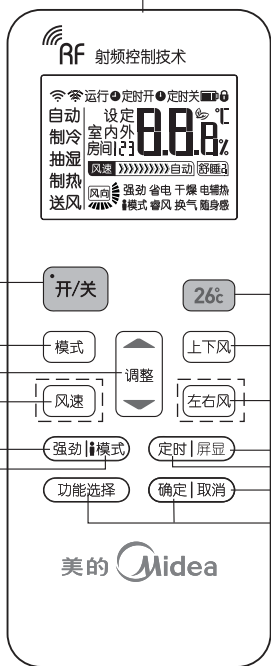 RF 射频控制技术
运行 定时开 定时关
自动 设定 8.8.8 ℃
制冷 室内外
抽湿 房间123 %
制热 风速 自动 舒睡
送风 风向 强劲 省电 干燥 电辅热
模式 睿风 换气 随身感
开/关 26℃
模式 上下风
调整
风速 左右风
强劲 | 模式 定时 | 屏显
功能选择 确定 | 取消
美的 Midea